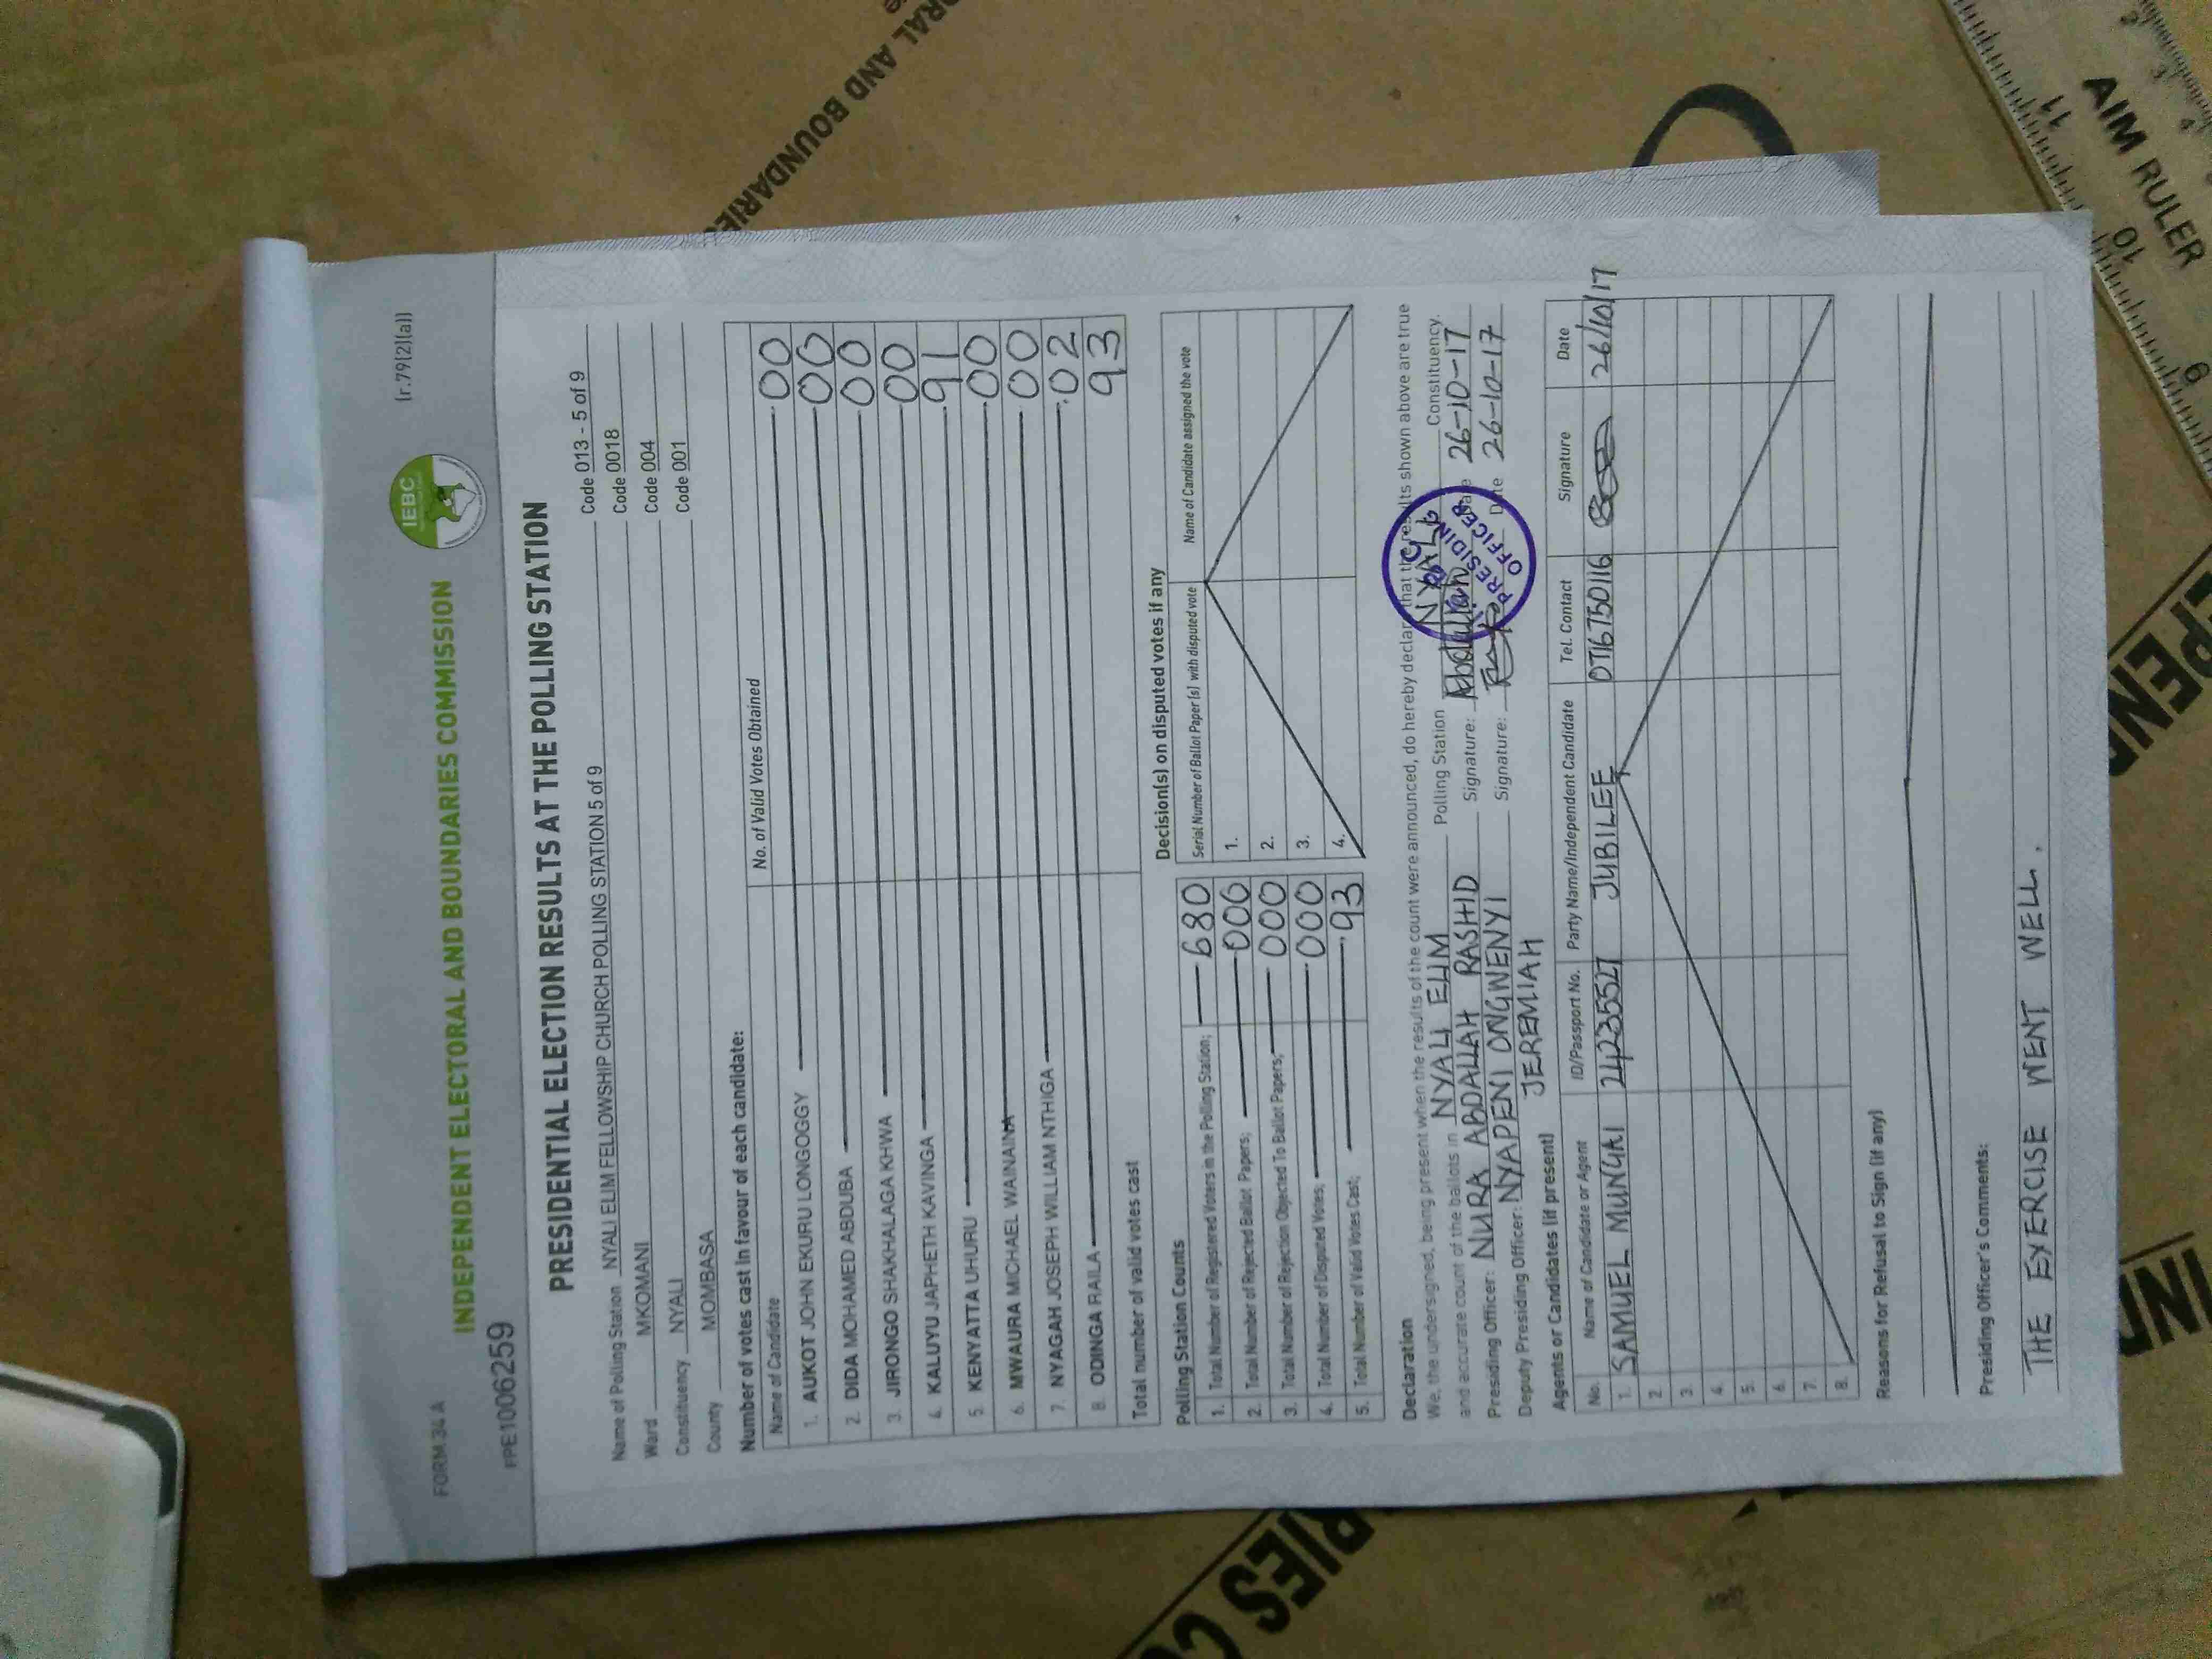 FORM 34 A
(r.79(2)(a))
INDEPENDENT ELECTORAL AND BOUNDARIES COMMISSION
IEBC
FPE1006259
PRESIDENTIAL ELECTION RESULTS AT THE POLLING STATION
Name of Polling Station NYALI ELIM FELLOWSHIP CHURCH POLLING STATION 5 of 9 Code 013 - 5 of 9
Ward MKOMANI Code 0018
Constituency NYALI Code 004
County MOMBASA Code 001
Number of votes cast in favour of each candidate:
Name of Candidate No. of Valid Votes Obtained
1. AUKOT JOHN EKURU LONGOGGY 00
2. DIDA MOHAMED ABDUBA 00
3. JIRONGO SHAKHALAGA KHWA 00
4. KALUYU JAPHETH KAVINGA 00
5. KENYATTA UHURU 91
6. MWAURA MICHAEL WAINAINA 00
7. NYAGAH JOSEPH WILLIAM NTHIGA 00
8. ODINGA RAILA 02
Total number of valid votes cast 93
Polling Station Counts
1. Total Number of Registered Voters in the Polling Station; 680
2. Total Number of Rejected Ballot Papers; 006
3. Total Number of Rejection Objected To Ballot Papers; 000
4. Total Number of Disputed Votes; 000
5. Total Number of Valid Votes Cast; 93
Decision(s) on disputed votes if any
Serial Number of Ballot Paper (s) with disputed vote Name of Candidate assigned the vote
1.
2.
3.
4.
Declaration
We, the undersigned, being present when the results of the count were announced, do hereby declare that the results shown above are true
and accurate count of the ballots in NYALI ELIM Polling Station NYALI Constituency.
Presiding Officer: NURA ABDALLAH RASHID Signature: Date 26-10-17
Deputy Presiding Officer: NYAPENI ONGWENYI JEREMIAH Signature: Date 26-10-17
PRESIDING OFFICER
Agents or Candidates (if present)
No. Name of Candidate or Agent ID/Passport No. Party Name/Independent Candidate Tel. Contact Signature Date
1. SAMUEL MUNGAI 24235527 JUBILEE 0716750116 26/10/17
2.
3.
4.
5.
6.
7.
8.
Reasons for Refusal to Sign (if any)
Presiding Officer's Comments:
THE EXERCISE WENT WELL.
RAL AND BOUNDARIES
AIM RULER
11
10
9
RIES C